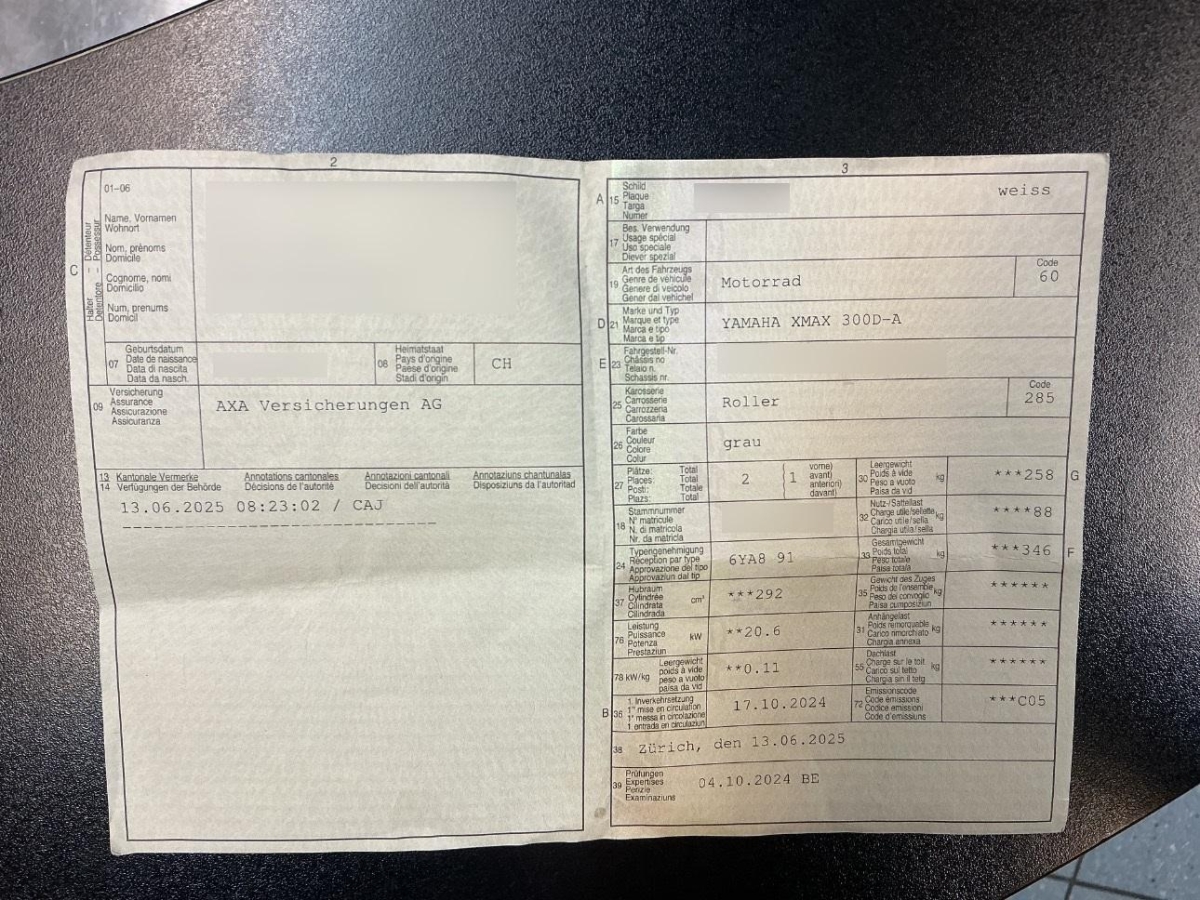 2
01-06
Halter – Détenteur
Detentore – Possessur
C
Name, Vornamen
Wohnort
Nom, prénoms
Domicile
Cognome, nomi
Domicilio
Num, prenums
Domicil
07
Geburtsdatum
Date de naissance
Data di nascita
Data da nasch.
08
Heimatstaat
Pays d'origine
Paese d'origine
Stadi d'origin
CH
09
Versicherung
Assurance
Assicurazione
Assicuranza
AXA Versicherungen AG
13 Kantonale Vermerke Annotations cantonales Annotazioni cantonali Annotaziuns chantunalas
14 Verfügungen der Behörde Décisions de l'autorité Decisioni dell'autorità Disposiziuns da l'autoritad
13.06.2025 08:23:02 / CAJ
3
A 15
Schild
Plaque
Targa
Numer
weiss
17
Bes. Verwendung
Usage spécial
Uso speciale
Diever spezial
19
Art des Fahrzeugs
Genre de véhicule
Genere di veicolo
Gener dal vehichel
Motorrad
Code
60
D 21
Marke und Typ
Marque et type
Marca e tipo
Marca e tip
YAMAHA XMAX 300D-A
E 23
Fahrgestell-Nr.
Châssis no
Telaio n.
Schassis nr.
25
Karosserie
Carrosserie
Carrozzeria
Carossaria
Roller
Code
285
26
Farbe
Couleur
Colore
Colur
grau
27
Plätze: Total
Places: Total
Posti: Totale
Plazs: Total
2
1
vorne)
avant)
anteriori)
davant)
30
Leergewicht
Poids à vide
Peso a vuoto
Paisa da vid
kg
***258
G
18
Stammnummer
N° matricule
N. di matricola
Nr. da matricla
32
Nutz-/Sattellast
Charge utile/sellette
Carico utile/sella
Chargia utila/sella
kg
****88
24
Typengenehmigung
Réception par type
Approvazione del tipo
Approvaziun dal tip
6YA8 91
33
Gesamtgewicht
Poids total
Peso totale
Paisa totala
kg
***346
F
37
Hubraum
Cylindrée
Cilindrata
Cilindrada
cm³
***292
35
Gewicht des Zuges
Poids de l'ensemble
Peso del convoglio
Paisa cumposiziun
kg
******
76
Leistung
Puissance
Potenza
Prestaziun
kW
**20.6
31
Anhängelast
Poids remorquable
Carico rimorchiato
Chargia annexa
kg
******
78 kW/kg
Leergewicht
poids à vide
peso a vuoto
paisa da vid
**0.11
55
Dachlast
Charge sur le toit
Carico sul tetto
Chargia sin il tetg
kg
******
B 36
1. Inverkehrsetzung
1re mise en circulation
1a messa in circolazione
1. entrada en circulaziun
17.10.2024
72
Emissionscode
Code émissions
Codice emissioni
Code d'emissiuns
***C05
38
Zürich, den 13.06.2025
39
Prüfungen
Expertises
Perizie
Examinaziuns
04.10.2024 BE